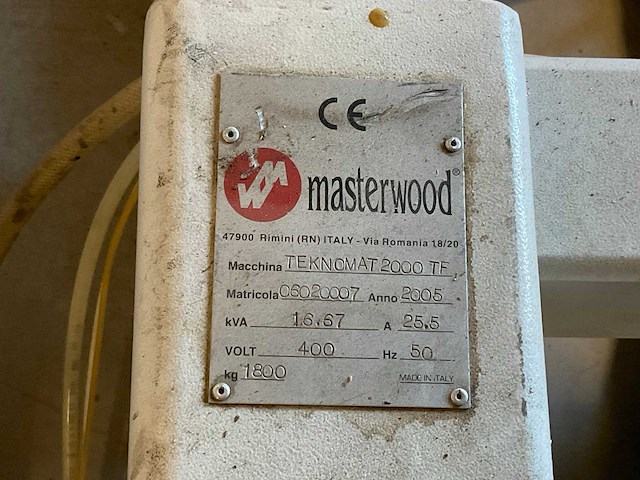 CE
WM masterwood®
47900 Rimini (RN) ITALY - Via Romania 18/20
Macchina TEKNOMAT 2000 TF
Matricola 06020007 Anno 2005
kVA 16.67 A 25.5
VOLT 400 Hz 50
kg 1800
MADE IN ITALY